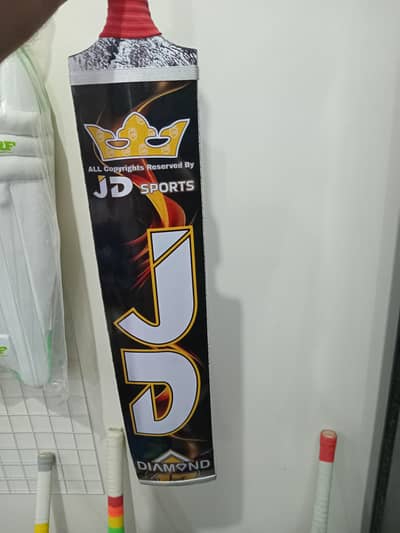 ALL Copyrights Reserved By
JD SPORTS
JD
DIAMOND